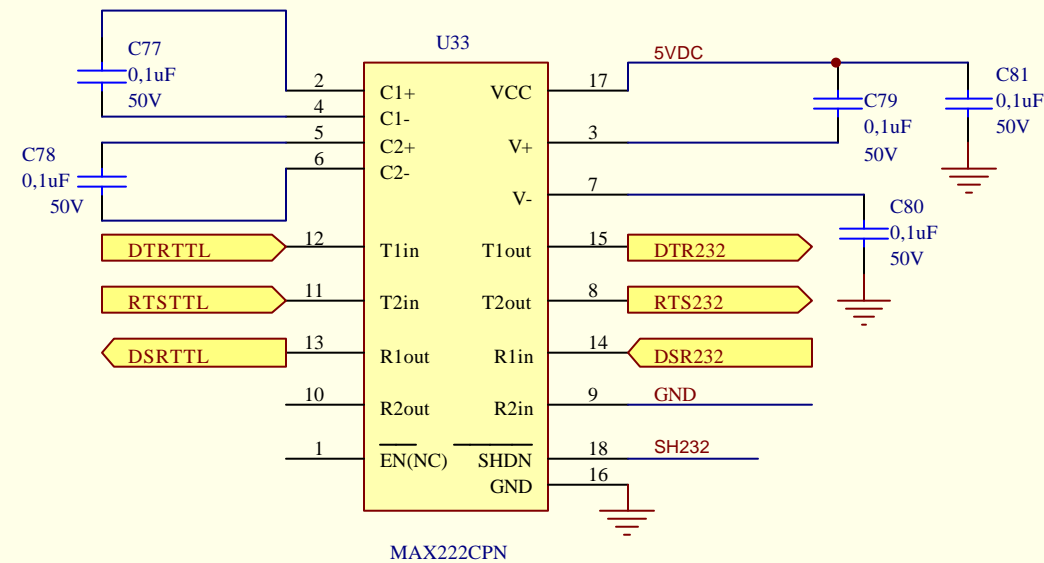 U33
C77
0,1uF
50V
C78
0,1uF
50V
2
4
5
6
12
11
13
10
1
DTRTTL
RTSTTL
DSRTTL
C1+
C1-
C2+
C2-
T1in
T2in
R1out
R2out
EN(NC)
VCC
V+
V-
T1out
T2out
R1in
R2in
SHDN
GND
17
3
7
15
8
14
9
18
16
5VDC
DTR232
RTS232
DSR232
GND
SH232
C79
0,1uF
50V
C81
0,1uF
50V
C80
0,1uF
50V
MAX222CPN